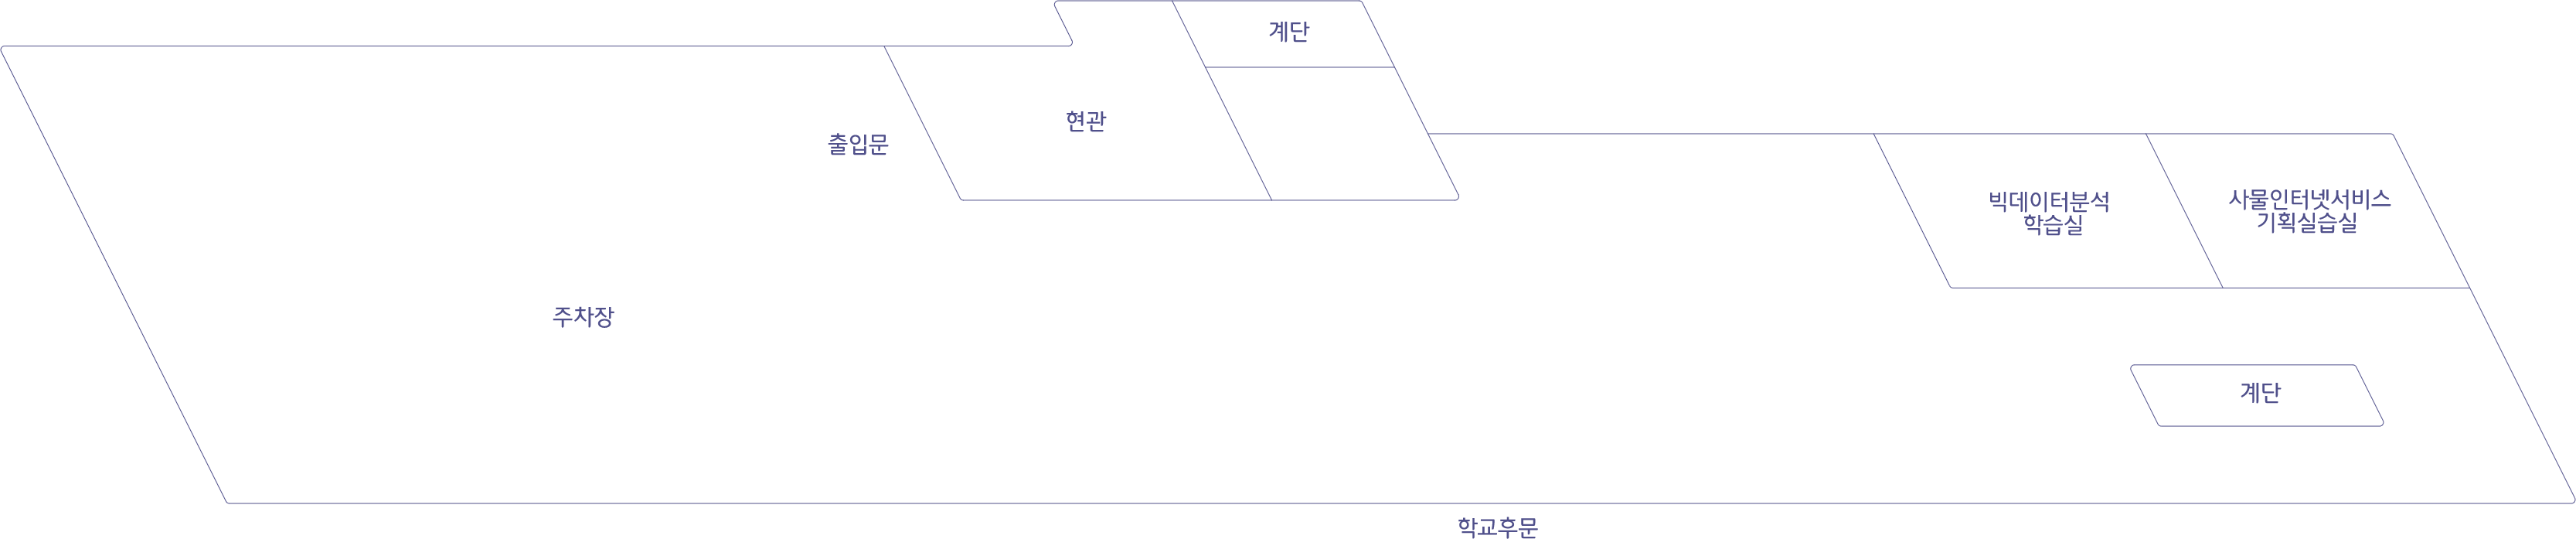 계단
현관
출입문
빅데이터분석
학습실
사물인터넷서비스
기획실습실
주차장
계단
학교후문